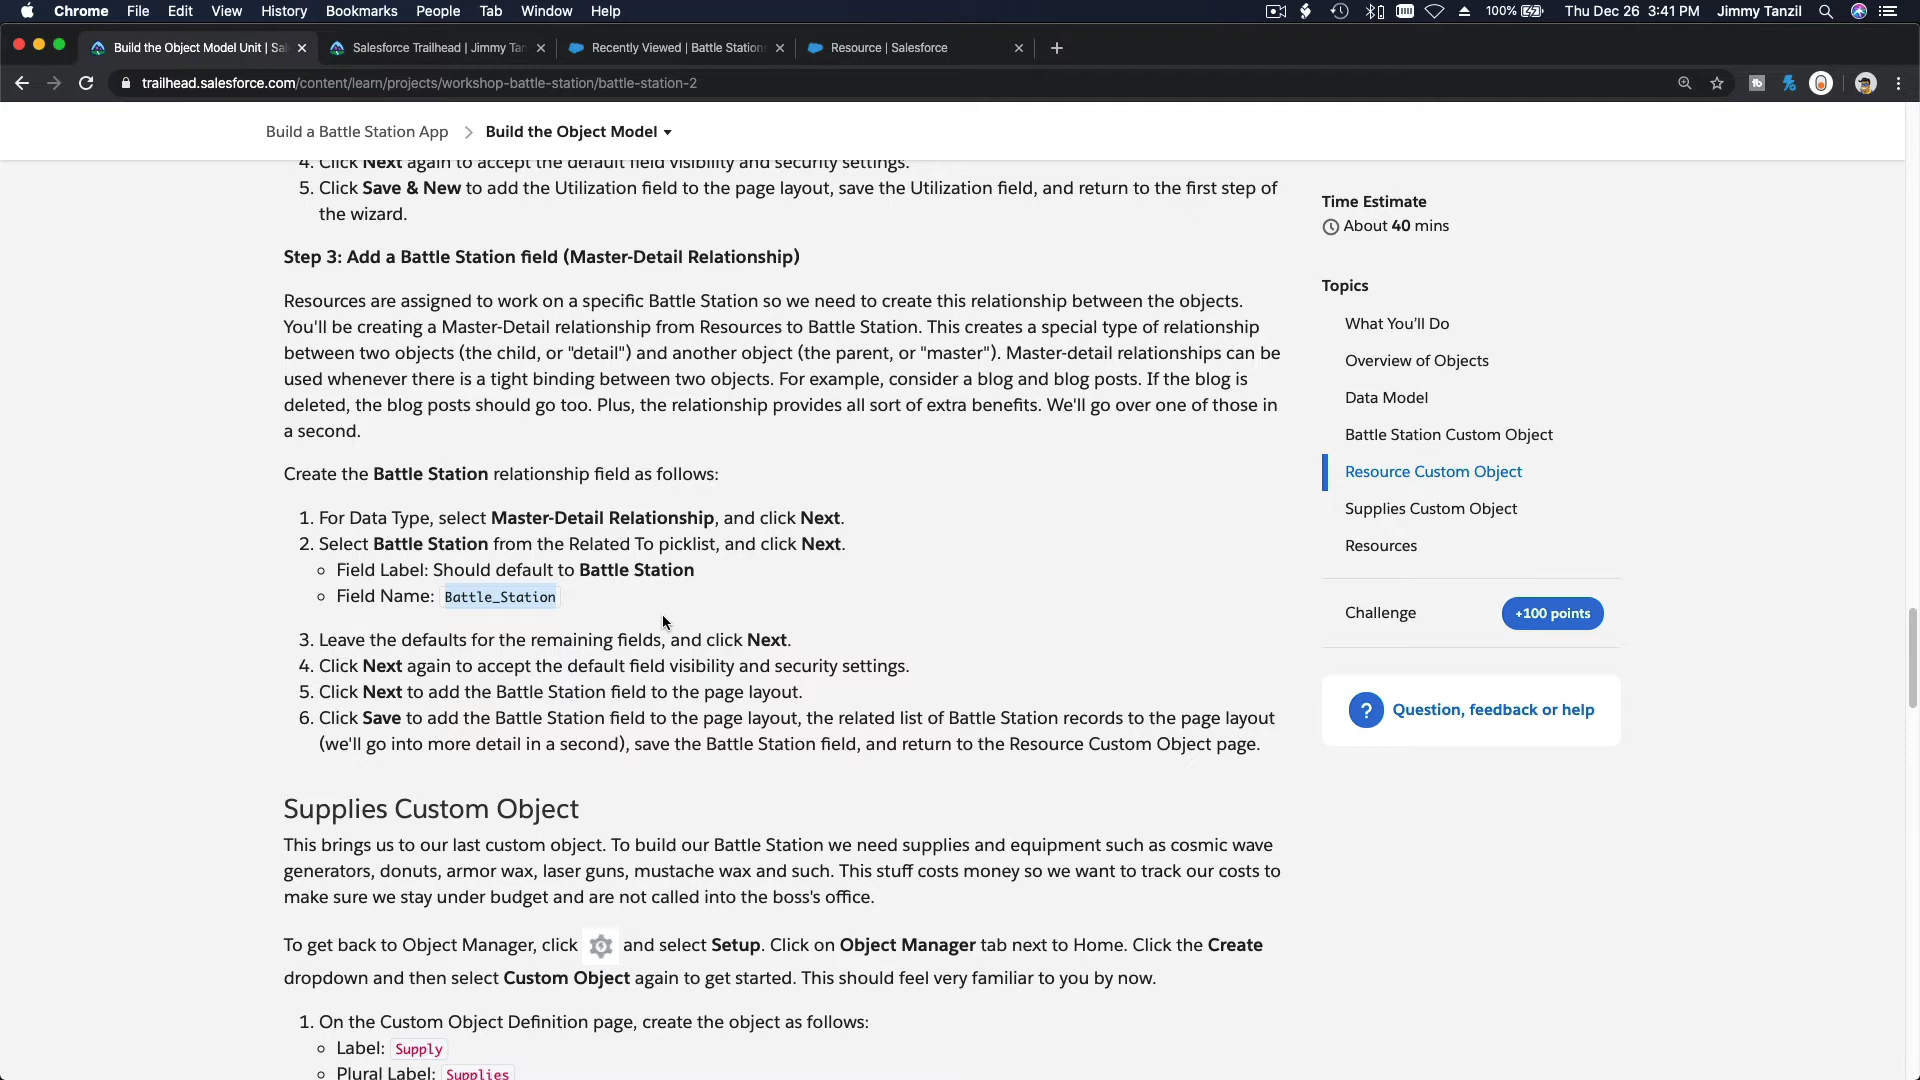 Chrome File Edit View History Bookmarks People Tab Window Help 100% Thu Dec 26 3:41 PM Jimmy Tanzil
Build the Object Model Unit | Sal Salesforce Trailhead | Jimmy Tan Recently Viewed | Battle Station Resource | Salesforce
trailhead.salesforce.com/content/learn/projects/workshop-battle-station/battle-station-2
Build a Battle Station App > Build the Object Model
4. Click Next again to accept the default field visibility and security settings.
5. Click Save & New to add the Utilization field to the page layout, save the Utilization field, and return to the first step of
the wizard.
Step 3: Add a Battle Station field (Master-Detail Relationship)
Resources are assigned to work on a specific Battle Station so we need to create this relationship between the objects.
You'll be creating a Master-Detail relationship from Resources to Battle Station. This creates a special type of relationship
between two objects (the child, or "detail") and another object (the parent, or "master"). Master-detail relationships can be
used whenever there is a tight binding between two objects. For example, consider a blog and blog posts. If the blog is
deleted, the blog posts should go too. Plus, the relationship provides all sort of extra benefits. We'll go over one of those in
a second.
Create the Battle Station relationship field as follows:
1. For Data Type, select Master-Detail Relationship, and click Next.
2. Select Battle Station from the Related To picklist, and click Next.
Field Label: Should default to Battle Station
Field Name: Battle_Station
3. Leave the defaults for the remaining fields, and click Next.
4. Click Next again to accept the default field visibility and security settings.
5. Click Next to add the Battle Station field to the page layout.
6. Click Save to add the Battle Station field to the page layout, the related list of Battle Station records to the page layout
(we'll go into more detail in a second), save the Battle Station field, and return to the Resource Custom Object page.
Supplies Custom Object
This brings us to our last custom object. To build our Battle Station we need supplies and equipment such as cosmic wave
generators, donuts, armor wax, laser guns, mustache wax and such. This stuff costs money so we want to track our costs to
make sure we stay under budget and are not called into the boss's office.
To get back to Object Manager, click and select Setup. Click on Object Manager tab next to Home. Click the Create
dropdown and then select Custom Object again to get started. This should feel very familiar to you by now.
1. On the Custom Object Definition page, create the object as follows:
Label: Supply
Plural Label: Supplies
Time Estimate
About 40 mins
Topics
What You'll Do
Overview of Objects
Data Model
Battle Station Custom Object
Resource Custom Object
Supplies Custom Object
Resources
Challenge +100 points
? Question, feedback or help